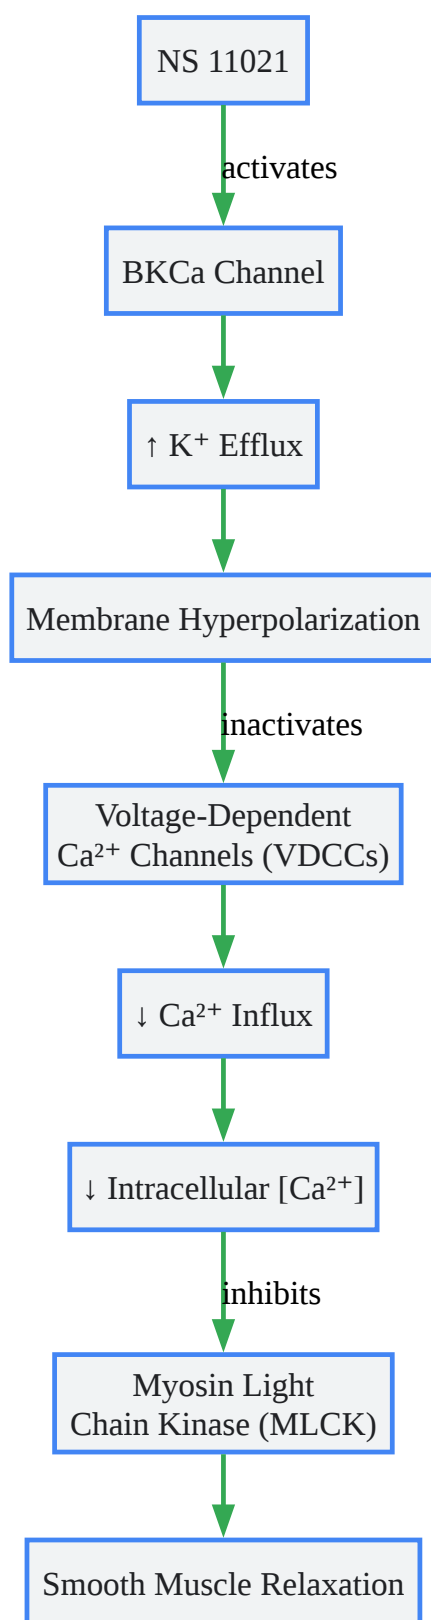 NS 11021
activates
BKCa Channel
↑ K⁺ Efflux
Membrane Hyperpolarization
inactivates
Voltage-Dependent
Ca²⁺ Channels (VDCCs)
↓ Ca²⁺ Influx
↓ Intracellular [Ca²⁺]
inhibits
Myosin Light
Chain Kinase (MLCK)
Smooth Muscle Relaxation